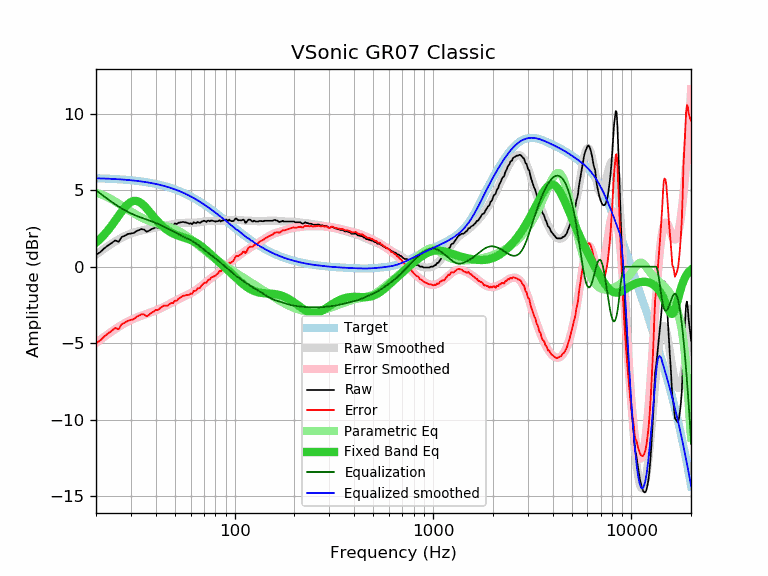 VSonic GR07 Classic
Amplitude (dBr)
10
5
0
−5
−10
−15
Target
Raw Smoothed
Error Smoothed
Raw
Error
Parametric Eq
Fixed Band Eq
Equalization
Equalized smoothed
100
1000
10000
Frequency (Hz)